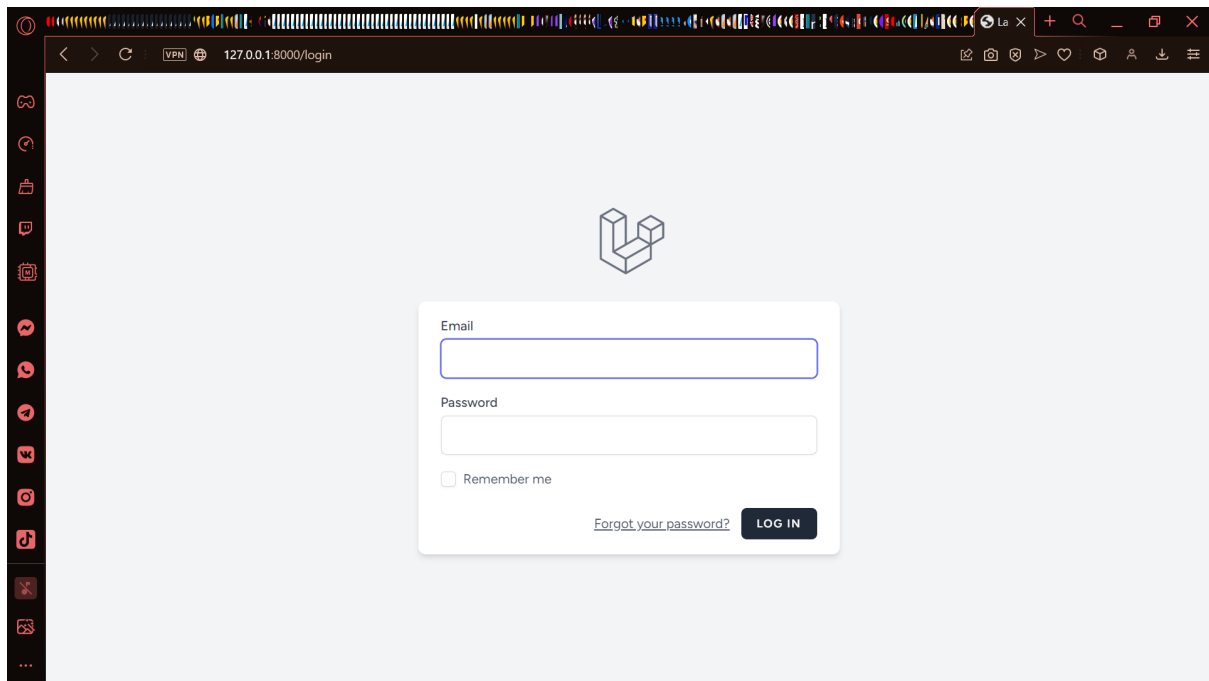 La
VPN 127.0.0.1:8000/login
Email
Password
Remember me
Forgot your password? LOG IN